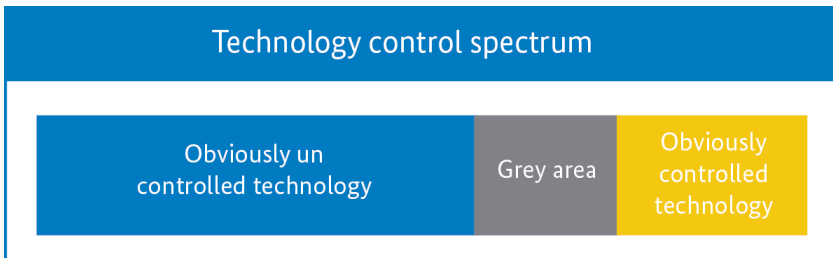 Technology control spectrum
Obviously un
controlled technology
Grey area
Obviously
controlled
technology